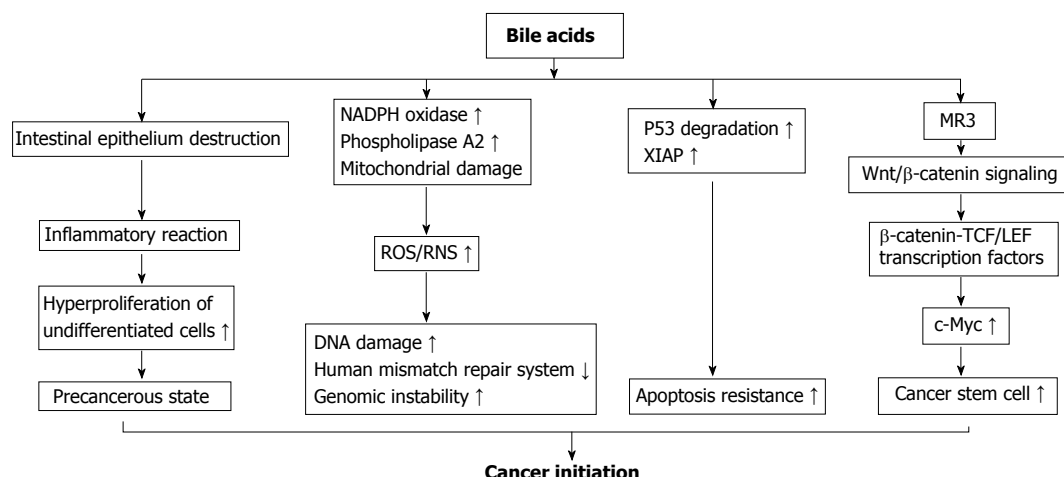 Bile acids
Intestinal epithelium destruction
Inflammatory reaction
Hyperproliferation of
undifferentiated cells ↑
Precancerous state
NADPH oxidase ↑
Phospholipase A2 ↑
Mitochondrial damage
ROS/RNS ↑
DNA damage ↑
Human mismatch repair system ↓
Genomic instability ↑
P53 degradation ↑
XIAP ↑
Apoptosis resistance ↑
MR3
Wnt/β-catenin signaling
β-catenin-TCF/LEF
transcription factors
c-Myc ↑
Cancer stem cell ↑
Cancer initiation